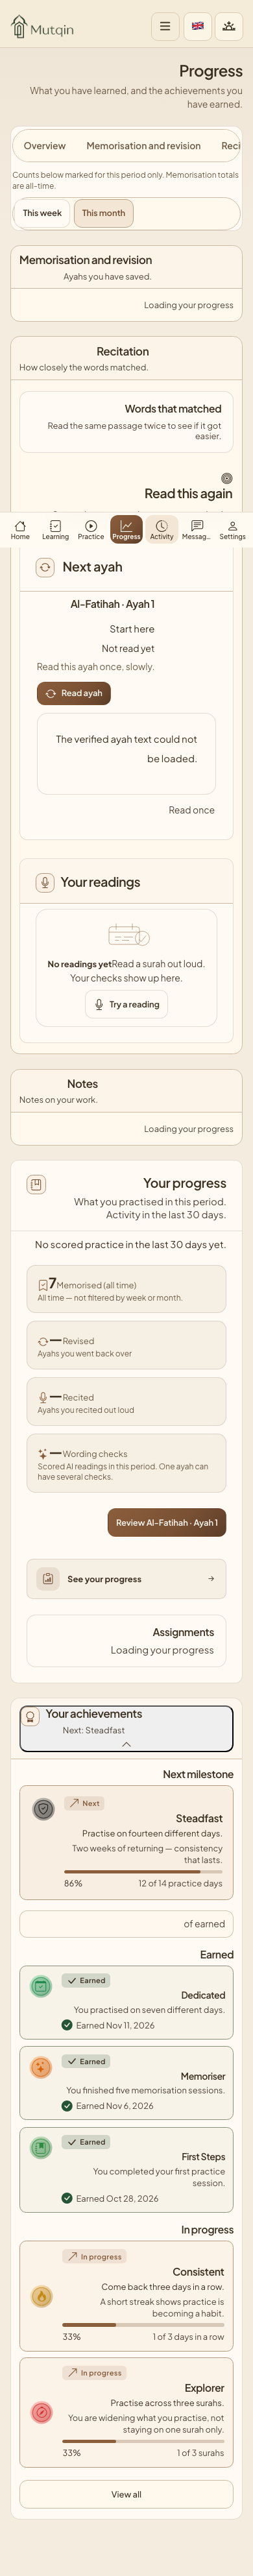 Mutqin
Progress
What you have learned, and the achievements you
have earned.
Overview
Memorisation and revision
Reci
Counts below marked for this period only. Memorisation totals
are all-time.
This week
This month
Memorisation and revision
Ayahs you have saved.
Loading your progress
Recitation
How closely the words matched.
Words that matched
Read the same passage twice to see if it got
easier.
Read this again
Home
Learning
Practice
Progress
Activity
Messag...
Settings
Next ayah
Al-Fatihah · Ayah 1
Start here
Not read yet
Read this ayah once, slowly.
Read ayah
The verified ayah text could not
be loaded.
Read once
Your readings
No readings yetRead a surah out loud.
Your checks show up here.
Try a reading
Notes
Notes on your work.
Loading your progress
Your progress
What you practised in this period.
Activity in the last 30 days.
No scored practice in the last 30 days yet.
7 Memorised (all time)
All time — not filtered by week or month.
— Revised
Ayahs you went back over
— Recited
Ayahs you recited out loud
— Wording checks
Scored AI readings in this period. One ayah can
have several checks.
Review Al-Fatihah · Ayah 1
See your progress →
Assignments
Loading your progress
Your achievements
Next: Steadfast
Next milestone
Next
Steadfast
Practise on fourteen different days.
Two weeks of returning — consistency
that lasts.
86%
12 of 14 practice days
of earned
Earned
Earned
Dedicated
You practised on seven different days.
Earned Nov 11, 2026
Earned
Memoriser
You finished five memorisation sessions.
Earned Nov 6, 2026
Earned
First Steps
You completed your first practice
session.
Earned Oct 28, 2026
In progress
In progress
Consistent
Come back three days in a row.
A short streak shows practice is
becoming a habit.
33%
1 of 3 days in a row
In progress
Explorer
Practise across three surahs.
You are widening what you practise, not
staying on one surah only.
33%
1 of 3 surahs
View all